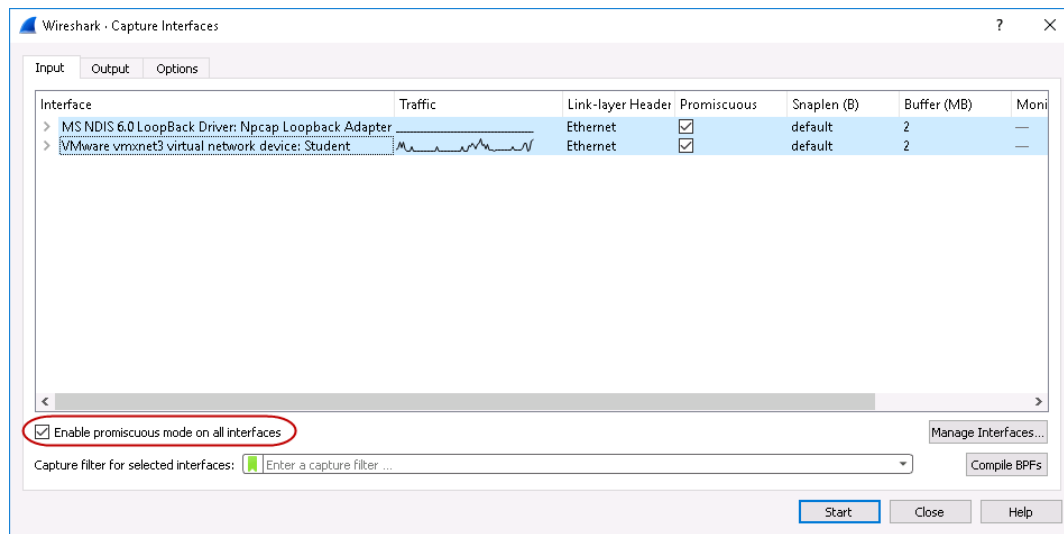 Wireshark · Capture Interfaces ? X
Input Output Options
Interface Traffic Link-layer Header Promiscuous Snaplen (B) Buffer (MB) Moni
> MS NDIS 6.0 LoopBack Driver: Npcap Loopback Adapter Ethernet default 2 —
> VMware vmxnet3 virtual network device: Student Ethernet default 2 —
Enable promiscuous mode on all interfaces Manage Interfaces...
Capture filter for selected interfaces: Enter a capture filter ... Compile BPFs
Start Close Help